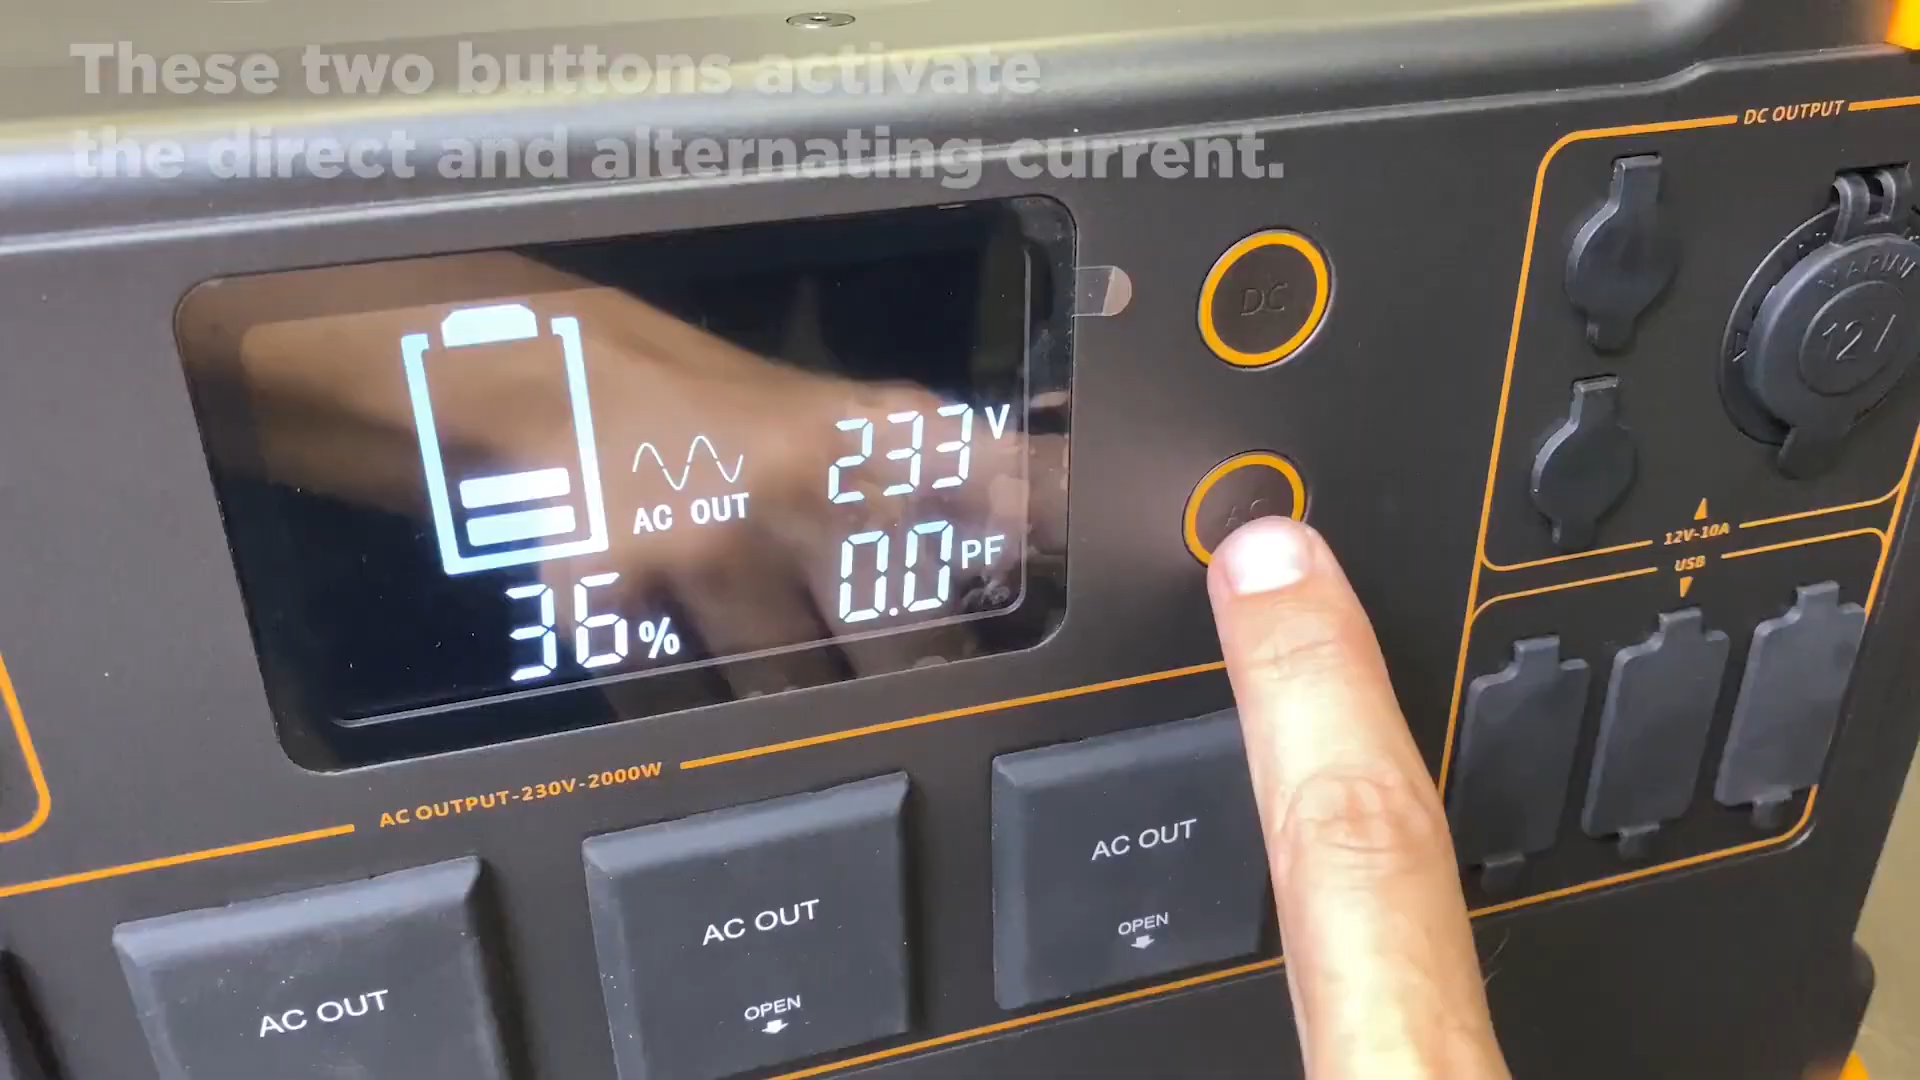 These two buttons activate
the direct and alternating current.
DC OUTPUT
DC
233 V
AC OUT
0.0 PF
36 %
AC
12V-10A
USB
AC OUTPUT-230V-2000W
AC OUT
OPEN
AC OUT
OPEN
AC OUT